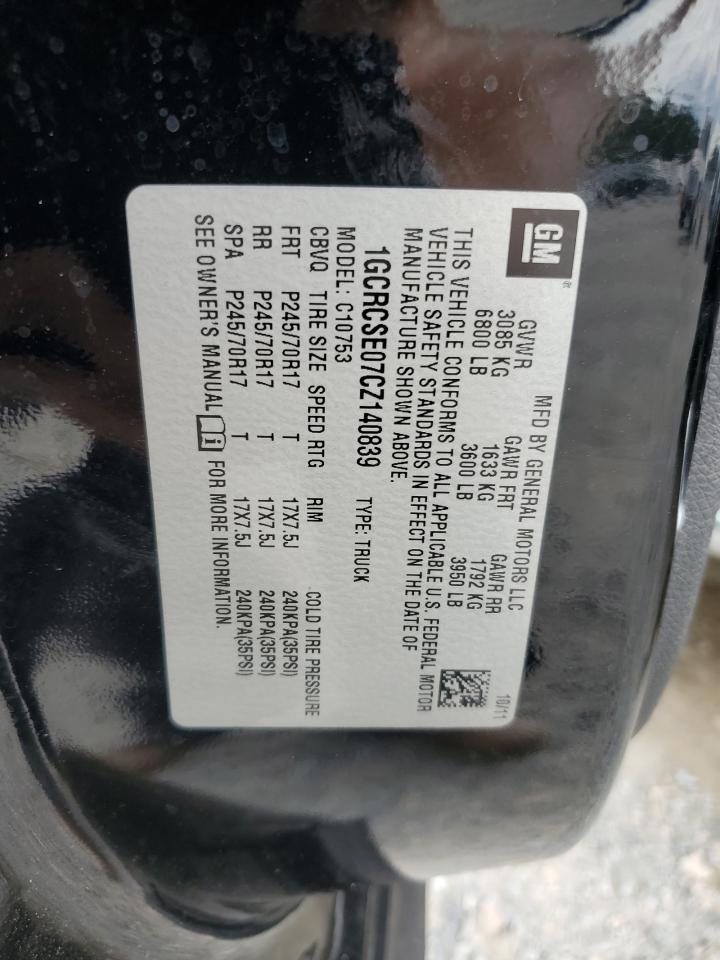 GM
MFD BY GENERAL MOTORS LLC
10/11
GVWR GAWR FRT GAWR RR
3085 KG 1633 KG 1792 KG
6800 LB 3600 LB 3950 LB
THIS VEHICLE CONFORMS TO ALL APPLICABLE U.S. FEDERAL MOTOR
VEHICLE SAFETY STANDARDS IN EFFECT ON THE DATE OF
MANUFACTURE SHOWN ABOVE.
1GCRCSE07CZ140839 TYPE: TRUCK
MODEL: C10753
CBVQ TIRE SIZE SPEED RTG RIM COLD TIRE PRESSURE
FRT P245/70R17 T 17X7.5J 240KPA(35PSI)
RR P245/70R17 T 17X7.5J 240KPA(35PSI)
SPA P245/70R17 T 17X7.5J 240KPA(35PSI)
SEE OWNER'S MANUAL FOR MORE INFORMATION.